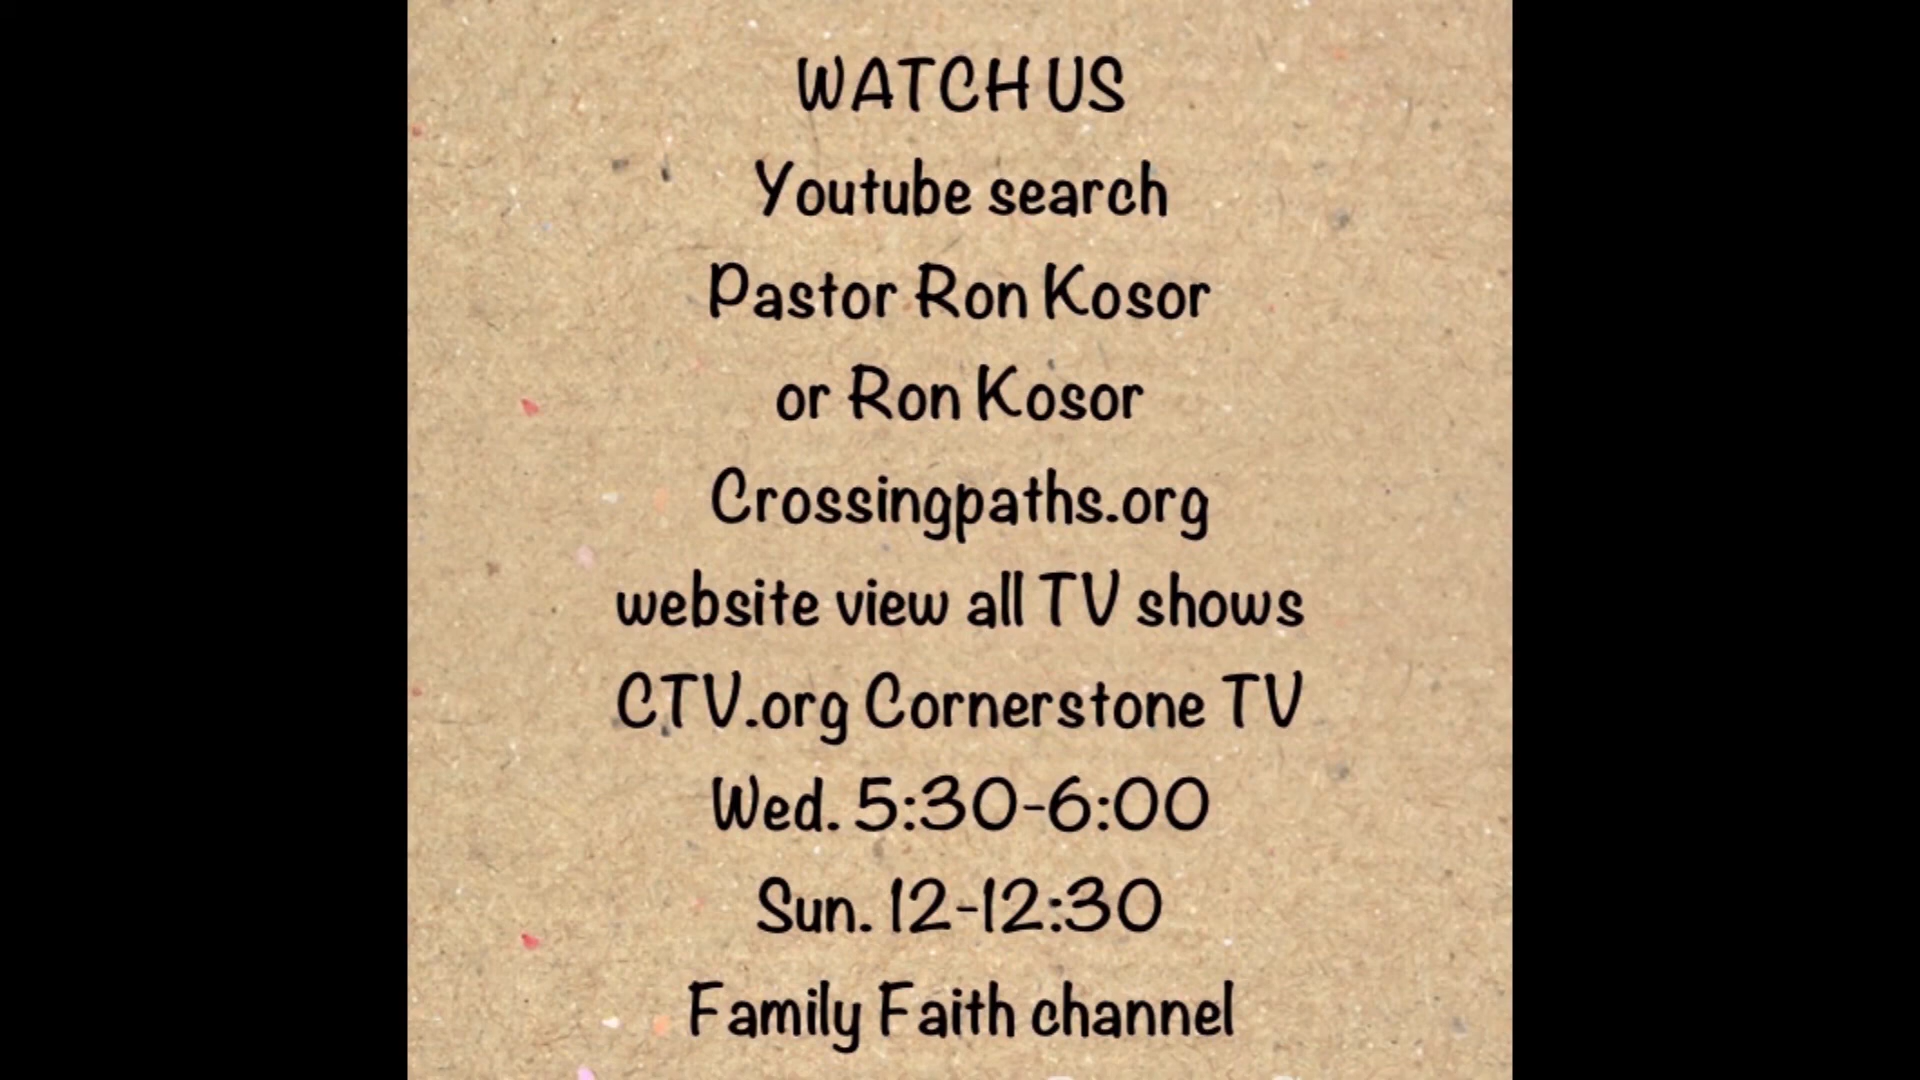 WATCH US
Youtube search
Pastor Ron Kosor
or Ron Kosor
Crossingpaths.org
website view all TV shows
CTV.org Cornerstone TV
Wed. 5:30-6:00
Sun. 12-12:30
Family Faith channel